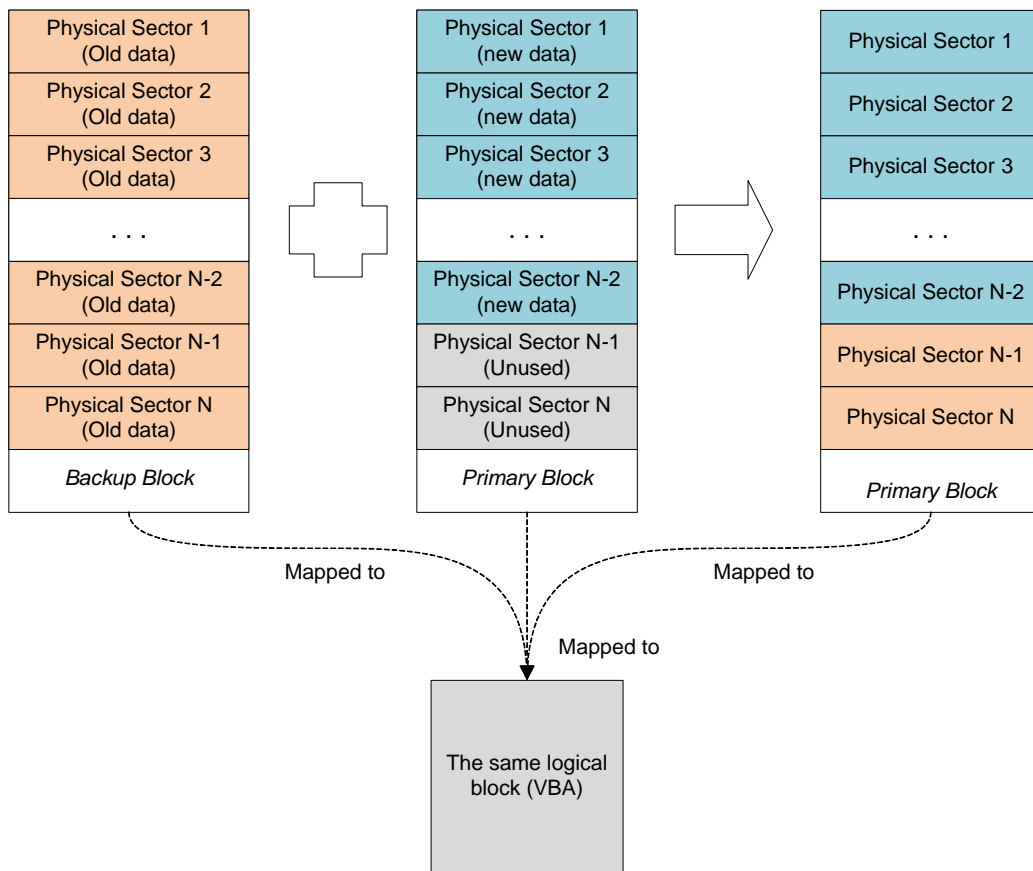 Physical Sector 1
(Old data)
Physical Sector 2
(Old data)
Physical Sector 3
(Old data)
. . .
Physical Sector N-2
(Old data)
Physical Sector N-1
(Old data)
Physical Sector N
(Old data)
Backup Block
Physical Sector 1
(new data)
Physical Sector 2
(new data)
Physical Sector 3
(new data)
. . .
Physical Sector N-2
(new data)
Physical Sector N-1
(Unused)
Physical Sector N
(Unused)
Primary Block
Physical Sector 1
Physical Sector 2
Physical Sector 3
. . .
Physical Sector N-2
Physical Sector N-1
Physical Sector N
Primary Block
Mapped to
Mapped to
Mapped to
The same logical
block (VBA)